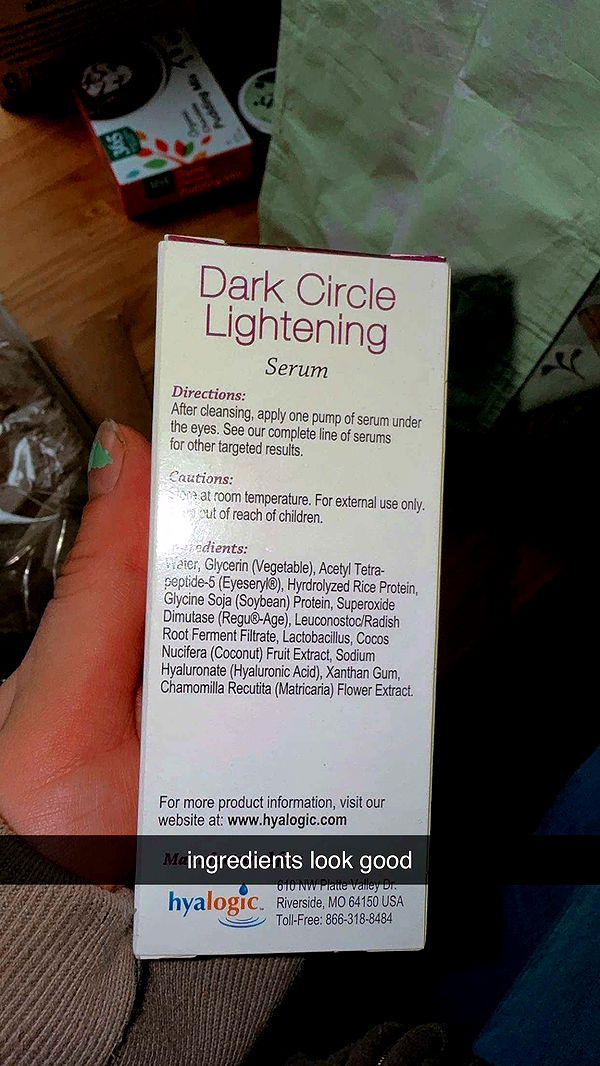 365
Pudding Mix
Dark Circle
Lightening
Serum
Directions:
After cleansing, apply one pump of serum under
the eyes. See our complete line of serums
for other targeted results.
Cautions:
at room temperature. For external use only.
out of reach of children.
Water, Glycerin (Vegetable), Acetyl Tetra-
peptide-5 (Eyeseryl®), Hyrdrolyzed Rice Protein,
Glycine Soja (Soybean) Protein, Superoxide
Dimutase (Regu®-Age), Leuconostoc/Radish
Root Ferment Filtrate, Lactobacillus, Cocos
Nucifera (Coconut) Fruit Extract, Sodium
Hyaluronate (Hyaluronic Acid), Xanthan Gum,
Chamomilla Recutita (Matricaria) Flower Extract.
For more product information, visit our
website at: www.hyalogic.com
ingredients look good
610 NW Platte Valley Dr.
hyalogic™ Riverside, MO 64150 USA
Toll-Free: 866-318-8484